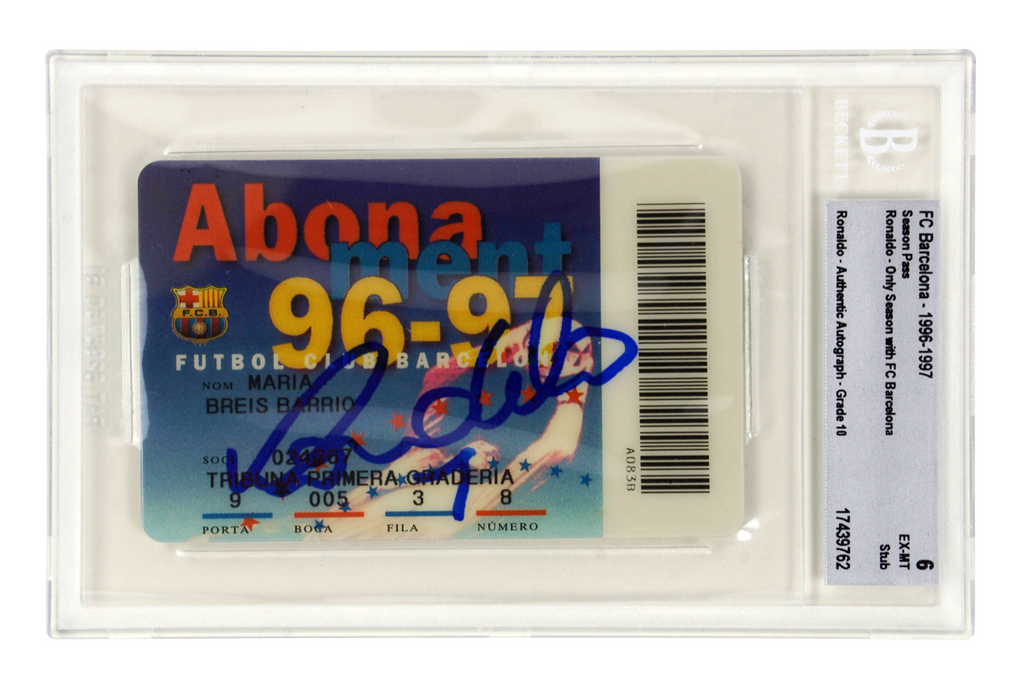 Abona
ment
96-97
F.C.B.
FUTBOL CLUB BARCELONA
NOM MARIA
BREIS BARRIO
SOCI
TRIBUNA PRIMERA GRADERIA
9 005 3 8
PORTA BOCA FILA NÚMERO
A083B
BECKETT
B
FC Barcelona - 1996-1997
Season Pass
Ronaldo - Only Season with FC Barcelona
Ronaldo - Authentic Autograph - Grade 10
6
EX-MT
Stub
17439762